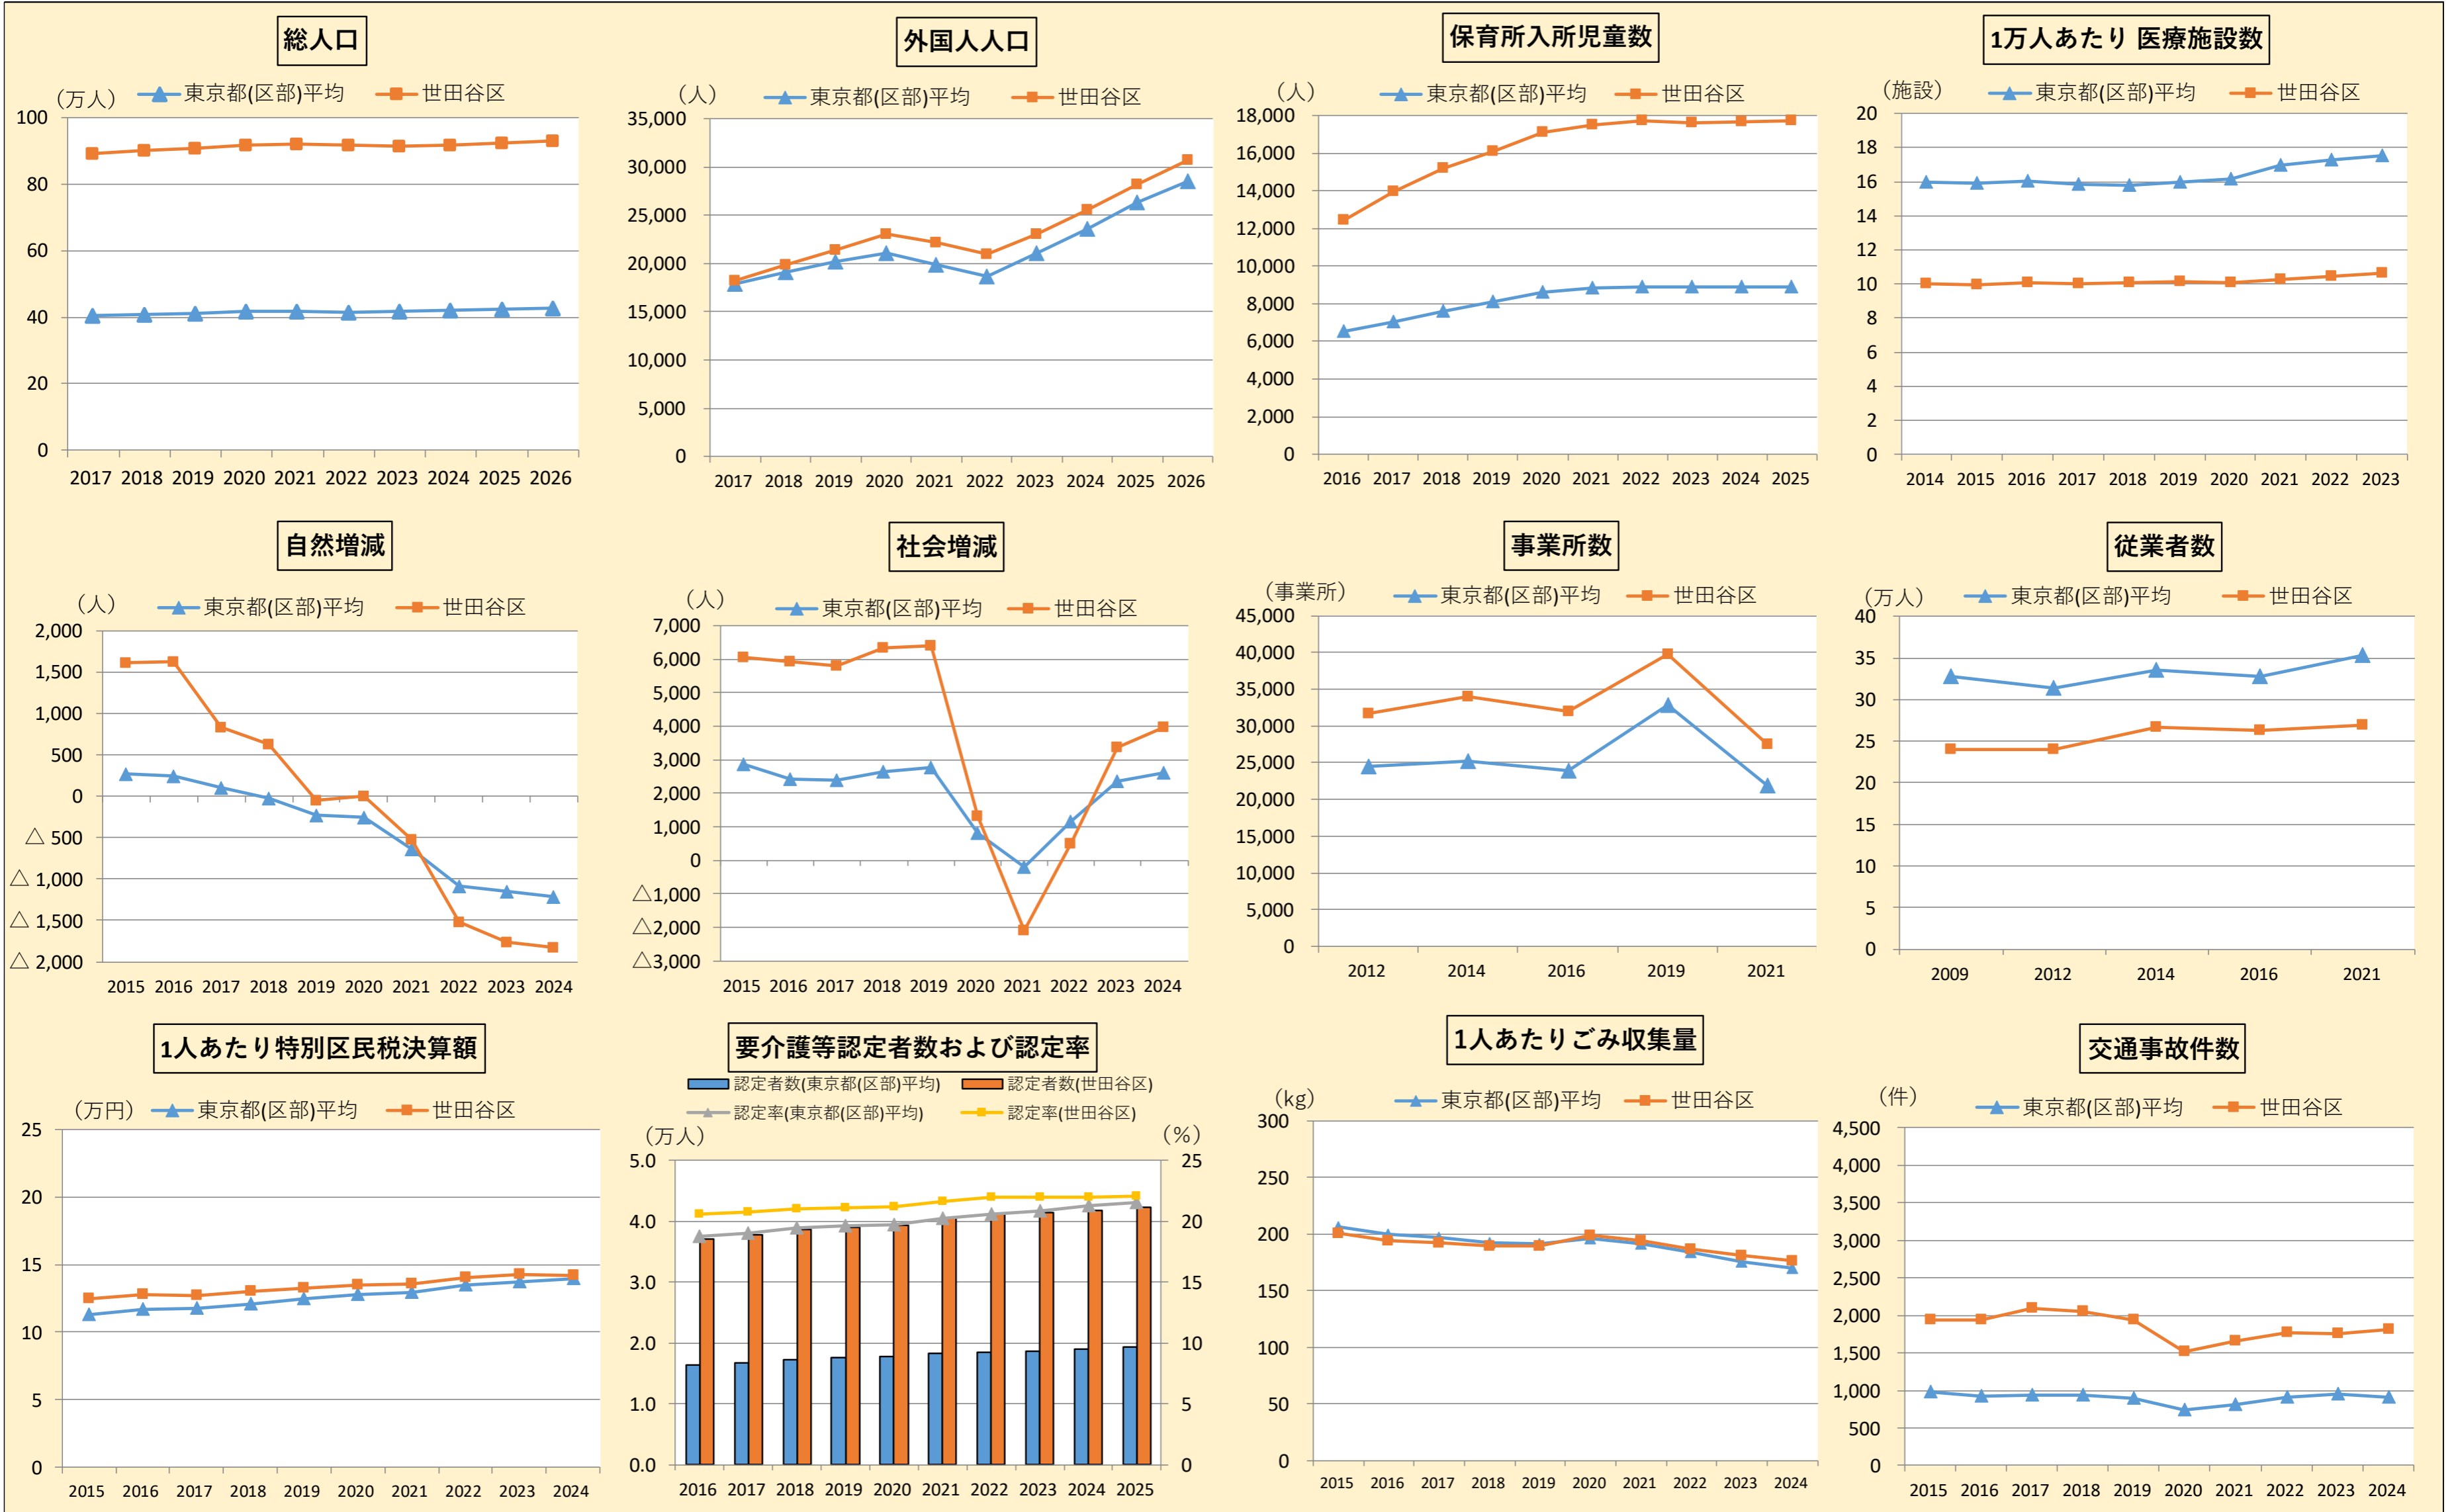 総人口
（万人） 東京都(区部)平均 世田谷区
100
80
60
40
20
0
2017 2018 2019 2020 2021 2022 2023 2024 2025 2026
外国人人口
（人） 東京都(区部)平均 世田谷区
35,000
30,000
25,000
20,000
15,000
10,000
5,000
0
2017 2018 2019 2020 2021 2022 2023 2024 2025 2026
保育所入所児童数
（人） 東京都(区部)平均 世田谷区
18,000
16,000
14,000
12,000
10,000
8,000
6,000
4,000
2,000
0
2016 2017 2018 2019 2020 2021 2022 2023 2024 2025
1万人あたり 医療施設数
（施設） 東京都(区部)平均 世田谷区
20
18
16
14
12
10
8
6
4
2
0
2014 2015 2016 2017 2018 2019 2020 2021 2022 2023
自然増減
（人） 東京都(区部)平均 世田谷区
2,000
1,500
1,000
500
0
△ 500
△ 1,000
△ 1,500
△ 2,000
2015 2016 2017 2018 2019 2020 2021 2022 2023 2024
社会増減
（人） 東京都(区部)平均 世田谷区
7,000
6,000
5,000
4,000
3,000
2,000
1,000
0
△1,000
△2,000
△3,000
2015 2016 2017 2018 2019 2020 2021 2022 2023 2024
事業所数
（事業所） 東京都(区部)平均 世田谷区
45,000
40,000
35,000
30,000
25,000
20,000
15,000
10,000
5,000
0
2012 2014 2016 2019 2021
従業者数
（万人） 東京都(区部)平均 世田谷区
40
35
30
25
20
15
10
5
0
2009 2012 2014 2016 2021
1人あたり特別区民税決算額
（万円） 東京都(区部)平均 世田谷区
25
20
15
10
5
0
2015 2016 2017 2018 2019 2020 2021 2022 2023 2024
要介護等認定者数および認定率
認定者数(東京都(区部)平均) 認定者数(世田谷区)
認定率(東京都(区部)平均) 認定率(世田谷区)
（万人） （%）
5.0 25
4.0 20
3.0 15
2.0 10
1.0 5
0.0 0
2016 2017 2018 2019 2020 2021 2022 2023 2024 2025
1人あたりごみ収集量
（kg） 東京都(区部)平均 世田谷区
300
250
200
150
100
50
0
2015 2016 2017 2018 2019 2020 2021 2022 2023 2024
交通事故件数
（件） 東京都(区部)平均 世田谷区
4,500
4,000
3,500
3,000
2,500
2,000
1,500
1,000
500
0
2015 2016 2017 2018 2019 2020 2021 2022 2023 2024